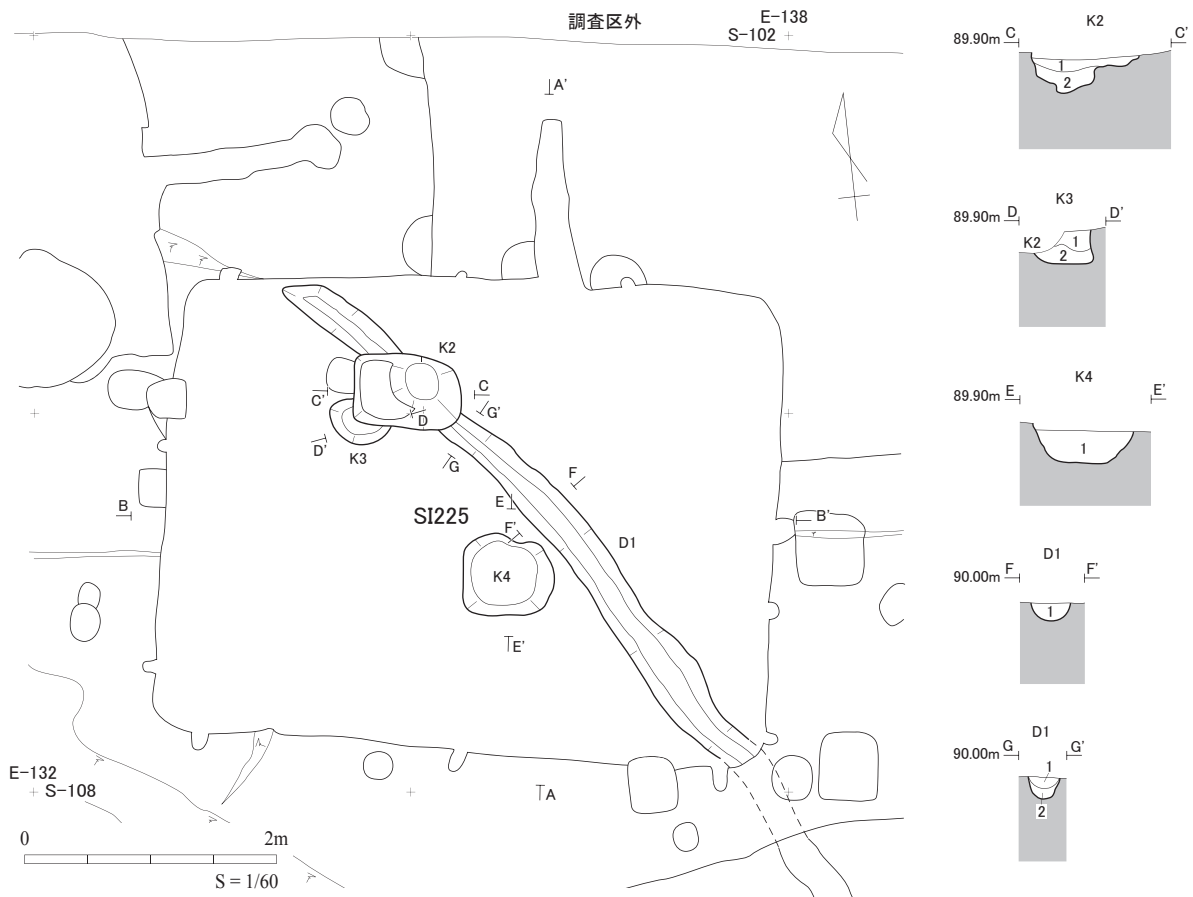 調査区外
E-138
S-102
A'
K2
C
C'
G'
D
D'
K3
G
F
E
B
SI225
F'
B'
D1
K4
E'
E-132
S-108
A
0 2m
S = 1/60
K2
89.90m C C'
1
2
K3
89.90m D D'
K2 1
2
K4
89.90m E E'
1
D1
90.00m F F'
1
D1
90.00m G G'
1
2